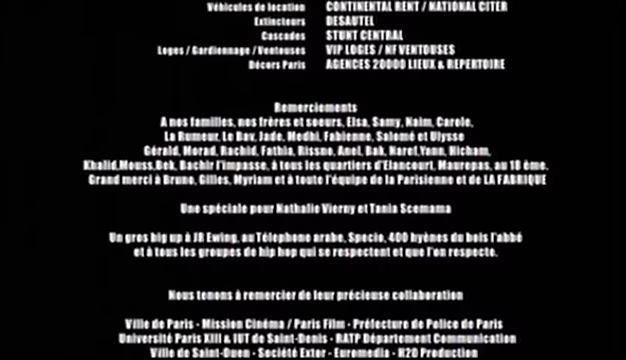 Véhicules de location CONTINENTAL RENT / NATIONAL CITER
Extincteurs DESAUTEL
Cascades STUNT CENTRAL
Loges / Gardiennage / Ventouses VIP LOGES / NF VENTOUSES
Décors Paris AGENCES 20000 LIEUX & REPERTOIRE
Remerciements
A nos familles, nos frères et soeurs, Elsa, Samy, Naim, Carole,
La Rumeur, Le Bav, Jade, Medhi, Fabienne, Salomé et Ulysse
Gérald, Morad, Rachid, Fathia, Rissno, Anel, Bak, Naref,Yann, Hicham,
Khalid,Mouss,Bek, Bachir l'impasse, à tous les quartiers d'Elancourt, Maurepas, au 18 ème.
Grand merci à Bruno, Gilles, Myriam et à toute l'équipe de la Parisienne et de LA FABRIQUE
Une spéciale pour Nathalie Vierny et Tania Scemama
Un gros big up à JR Ewing, au Téléphone arabe, Specio, 400 hyènes du bois l'abbé
et à tous les groupes de hip hop qui se respectent et que l'on respecte.
Nous tenons à remercier de leur précieuse collaboration
Ville de Paris - Mission Cinéma / Paris Film - Préfecture de Police de Paris
Université Paris XIII & IUT de Saint-Denis - RATP Département Communication
Ville de Saint-Ouen - Société Exter - Euromedia - H2O Production